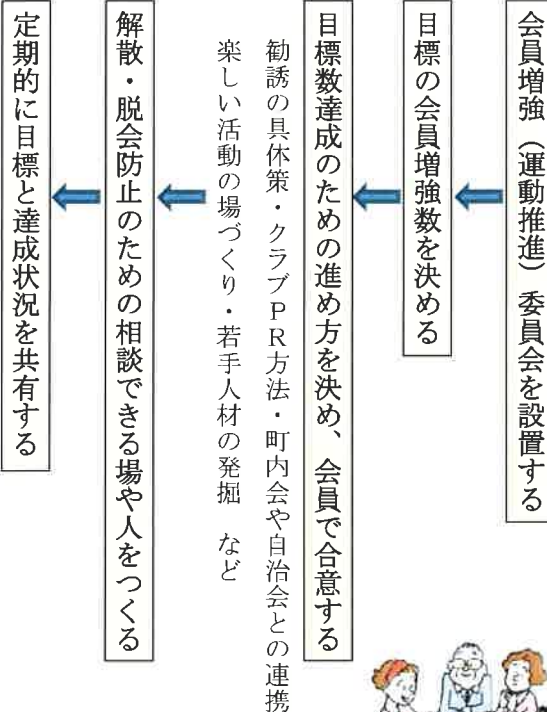 会員増強（運動推進）委員会を設置する
目標の会員増強数を決める
目標数達成のための進め方を決め、会員で合意する
勧誘の具体策・クラブＰＲ方法・町内会や自治会との連携
楽しい活動の場づくり・若手人材の発掘　など
解散・脱会防止のための相談できる場や人をつくる
定期的に目標と達成状況を共有する